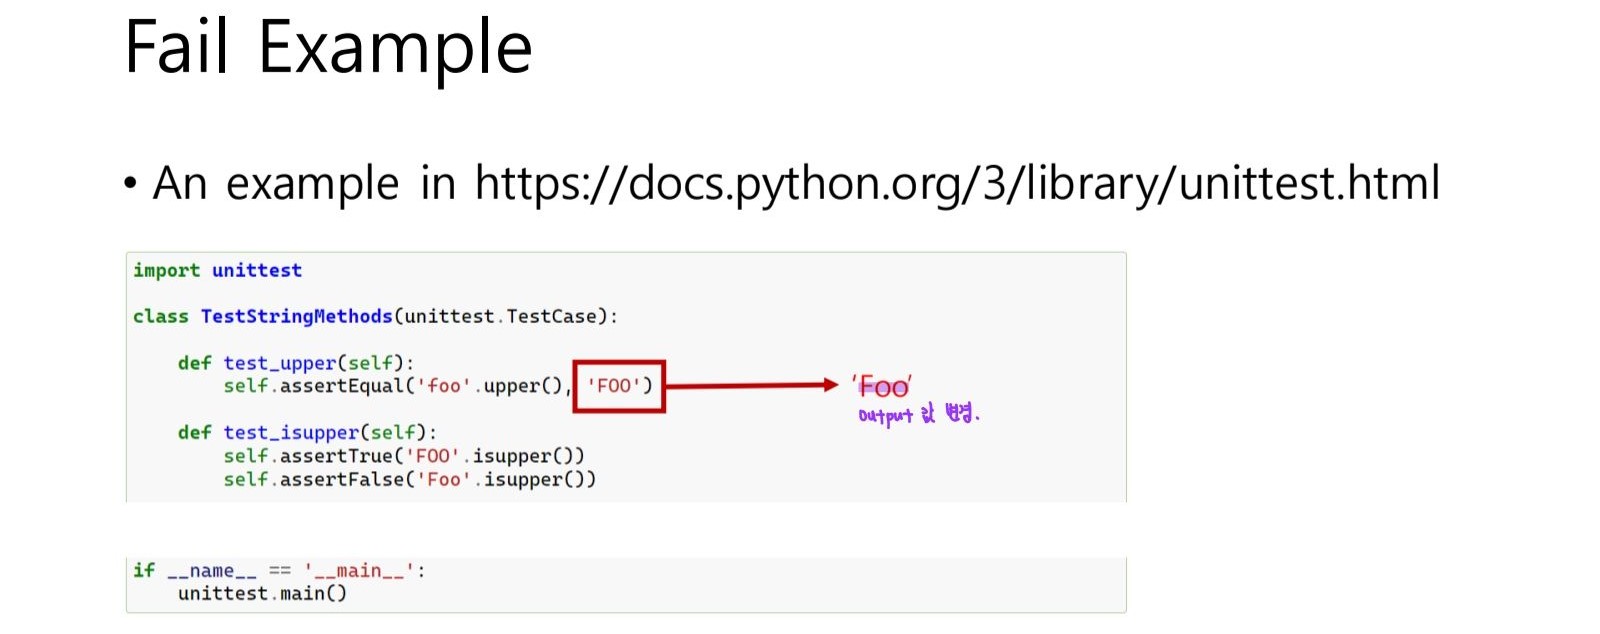 Fail Example
• An example in https://docs.python.org/3/library/unittest.html
import unittest
class TestStringMethods(unittest.TestCase):
def test_upper(self):
self.assertEqual('foo'.upper(), 'FOO') 'Foo'
output 값 변경.
def test_isupper(self):
self.assertTrue('FOO'.isupper())
self.assertFalse('Foo'.isupper())
if __name__ == '__main__':
unittest.main()